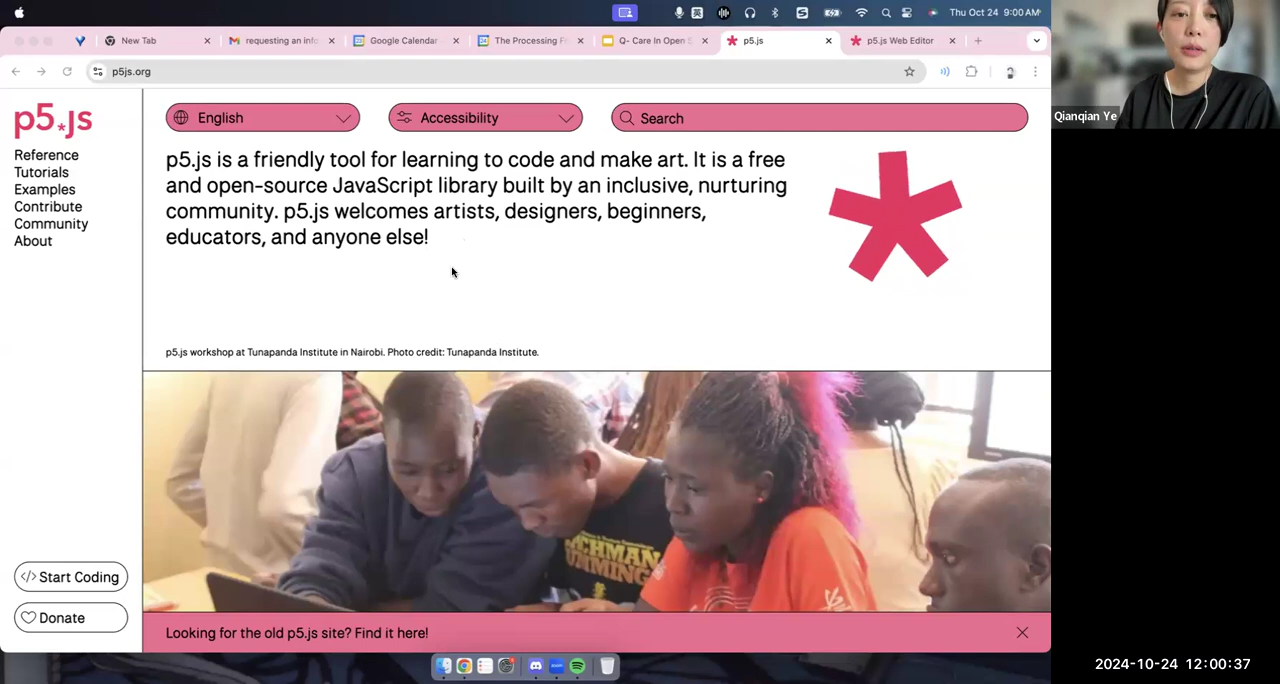 英
Thu Oct 24 9:00 AM
New Tab
requesting an info
Google Calendar
The Processing F
Q- Care In Open S
p5.js
p5.js Web Editor
p5js.org
p5*js
Reference
Tutorials
Examples
Contribute
Community
About
English
Accessibility
Search
p5.js is a friendly tool for learning to code and make art. It is a free
and open-source JavaScript library built by an inclusive, nurturing
community. p5.js welcomes artists, designers, beginners,
educators, and anyone else!
p5.js workshop at Tunapanda Institute in Nairobi. Photo credit: Tunapanda Institute.
</> Start Coding
Donate
Looking for the old p5.js site? Find it here!
Qianqian Ye
2024-10-24 12:00:37